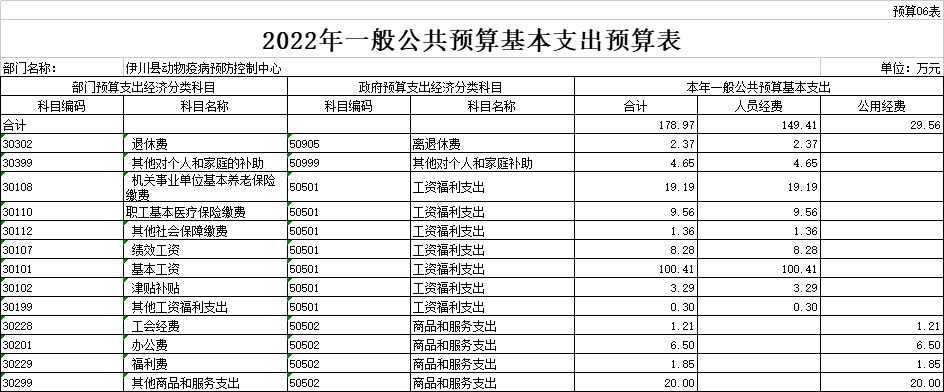 预算06表
2022年一般公共预算基本支出预算表
部门名称： 伊川县动物疫病预防控制中心 单位：万元
部门预算支出经济分类科目 政府预算支出经济分类科目 本年一般公共预算基本支出
科目编码 科目名称 科目编码 科目名称 合计 人员经费 公用经费
合计 178.97 149.41 29.56
30302 退休费 50905 离退休费 2.37 2.37
30399 其他对个人和家庭的补助 50999 其他对个人和家庭补助 4.65 4.65
30108 机关事业单位基本养老保险 50501 工资福利支出 19.19 19.19
缴费
30110 职工基本医疗保险缴费 50501 工资福利支出 9.56 9.56
30112 其他社会保障缴费 50501 工资福利支出 1.36 1.36
30107 绩效工资 50501 工资福利支出 8.28 8.28
30101 基本工资 50501 工资福利支出 100.41 100.41
30102 津贴补贴 50501 工资福利支出 3.29 3.29
30199 其他工资福利支出 50501 工资福利支出 0.30 0.30
30228 工会经费 50502 商品和服务支出 1.21 1.21
30201 办公费 50502 商品和服务支出 6.50 6.50
30229 福利费 50502 商品和服务支出 1.85 1.85
30299 其他商品和服务支出 50502 商品和服务支出 20.00 20.00